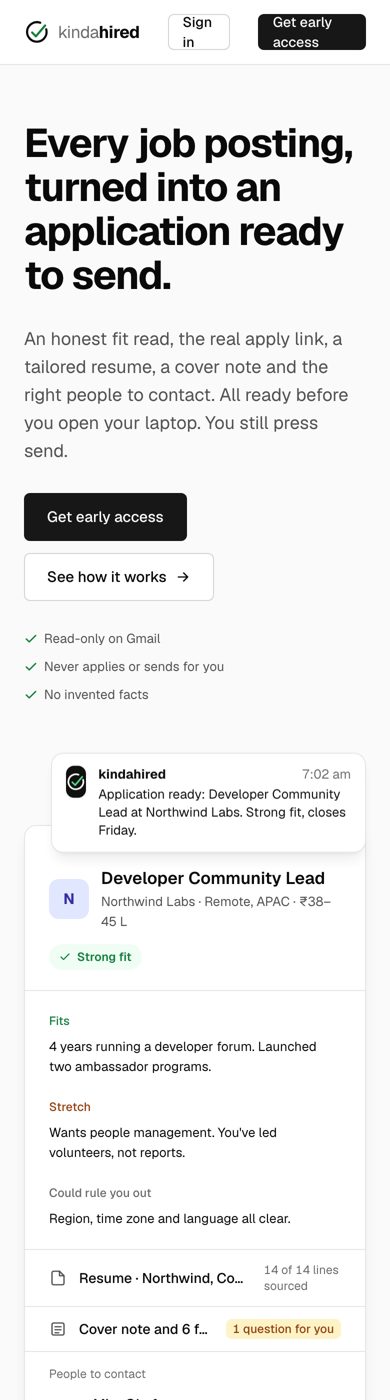 kindahired
Sign
in
Get early
access
Every job posting,
turned into an
application ready
to send.
An honest fit read, the real apply link, a
tailored resume, a cover note and the
right people to contact. All ready before
you open your laptop. You still press
send.
Get early access
See how it works →
Read-only on Gmail
Never applies or sends for you
No invented facts
kindahired 7:02 am
Application ready: Developer Community
Lead at Northwind Labs. Strong fit, closes
Friday.
N
Developer Community Lead
Northwind Labs · Remote, APAC · ₹38–
45 L
Strong fit
Fits
4 years running a developer forum. Launched
two ambassador programs.
Stretch
Wants people management. You've led
volunteers, not reports.
Could rule you out
Region, time zone and language all clear.
Resume · Northwind, Co...
14 of 14 lines
sourced
Cover note and 6 f... 1 question for you
People to contact